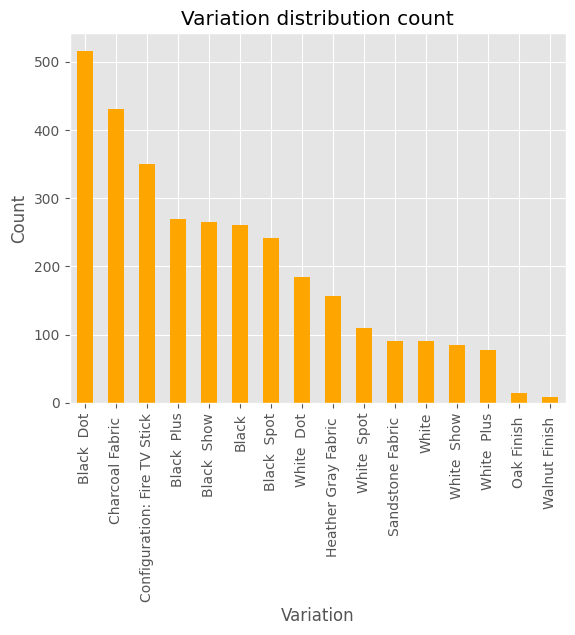 Variation distribution count
Count
500
400
300
200
100
0
Black  Dot
Charcoal Fabric
Configuration: Fire TV Stick
Black  Plus
Black  Show
Black
Black  Spot
White  Dot
Heather Gray Fabric
White  Spot
Sandstone Fabric
White
White  Show
White  Plus
Oak Finish
Walnut Finish
Variation